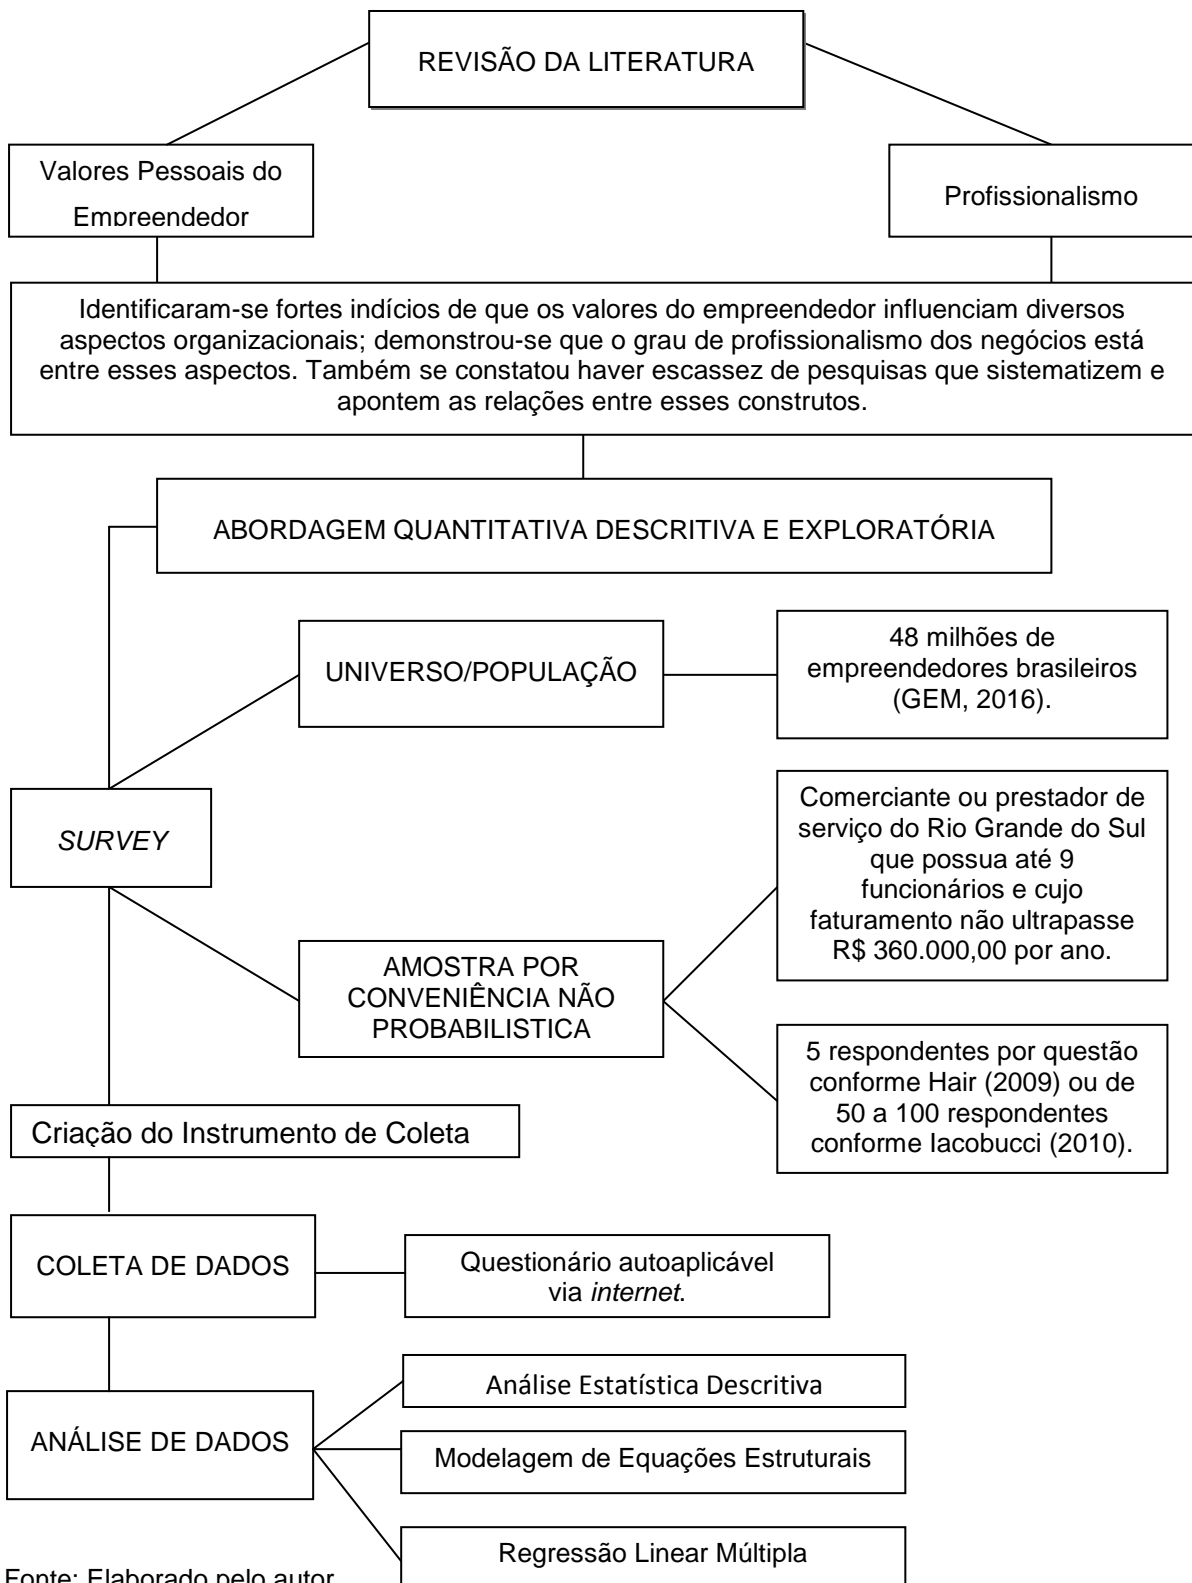 REVISÃO DA LITERATURA
Valores Pessoais do
Empreendedor
Profissionalismo
Identificaram-se fortes indícios de que os valores do empreendedor influenciam diversos
aspectos organizacionais; demonstrou-se que o grau de profissionalismo dos negócios está
entre esses aspectos. Também se constatou haver escassez de pesquisas que sistematizem e
apontem as relações entre esses construtos.
ABORDAGEM QUANTITATIVA DESCRITIVA E EXPLORATÓRIA
UNIVERSO/POPULAÇÃO
48 milhões de
empreendedores brasileiros
(GEM, 2016).
SURVEY
Comerciante ou prestador de
serviço do Rio Grande do Sul
que possua até 9
funcionários e cujo
faturamento não ultrapasse
R$ 360.000,00 por ano.
AMOSTRA POR
CONVENIÊNCIA NÃO
PROBABILISTICA
5 respondentes por questão
conforme Hair (2009) ou de
50 a 100 respondentes
conforme Iacobucci (2010).
Criação do Instrumento de Coleta
COLETA DE DADOS
Questionário autoaplicável
via internet.
ANÁLISE DE DADOS
Análise Estatística Descritiva
Modelagem de Equações Estruturais
Regressão Linear Múltipla
Fonte: Elaborado pelo autor